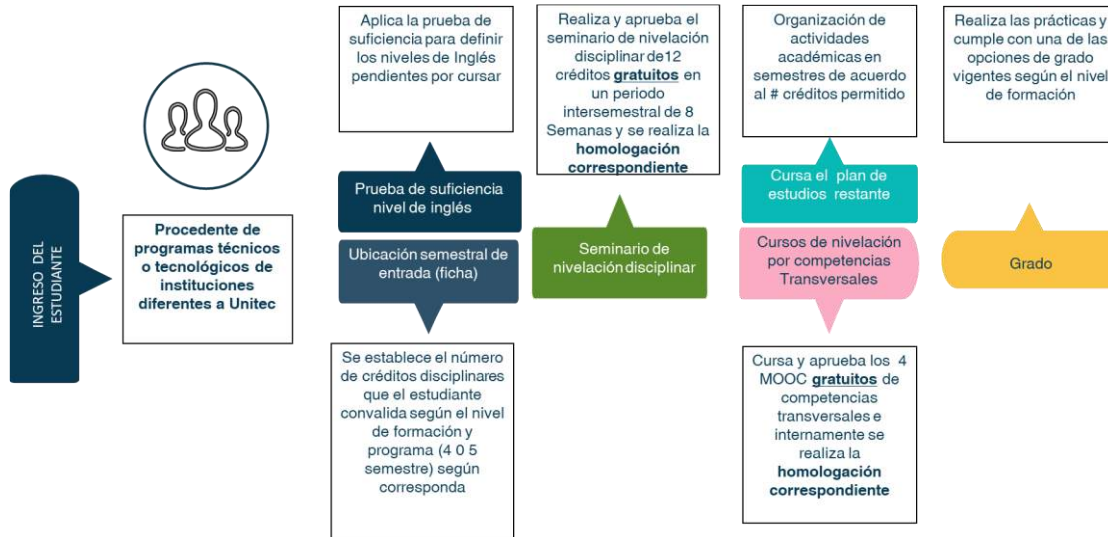 INGRESO DEL
ESTUDIANTE
Procedente de
programas técnicos
o tecnológicos de
instituciones
diferentes a Unitec
Aplica la prueba de
suficiencia para definir
los niveles de Inglés
pendientes por cursar
Prueba de suficiencia
nivel de inglés
Ubicación semestral de
entrada (ficha)
Se establece el número
de créditos disciplinares
que el estudiante
convalida según el nivel
de formación y
programa (4 0 5
semestre) según
corresponda
Realiza y aprueba el
seminario de nivelación
disciplinar de12
créditos gratuitos en
un periodo
intersemestral de 8
Semanas y se realiza la
homologación
correspondiente
Seminario de
nivelación disciplinar
Organización de
actividades
académicas en
semestres de acuerdo
al # créditos permitido
Cursa el plan de
estudios restante
Cursos de nivelación
por competencias
Transversales
Cursa y aprueba los 4
MOOC gratuitos de
competencias
transversales e
internamente se
realiza la
homologación
correspondiente
Realiza las prácticas y
cumple con una de las
opciones de grado
vigentes según el nivel
de formación
Grado